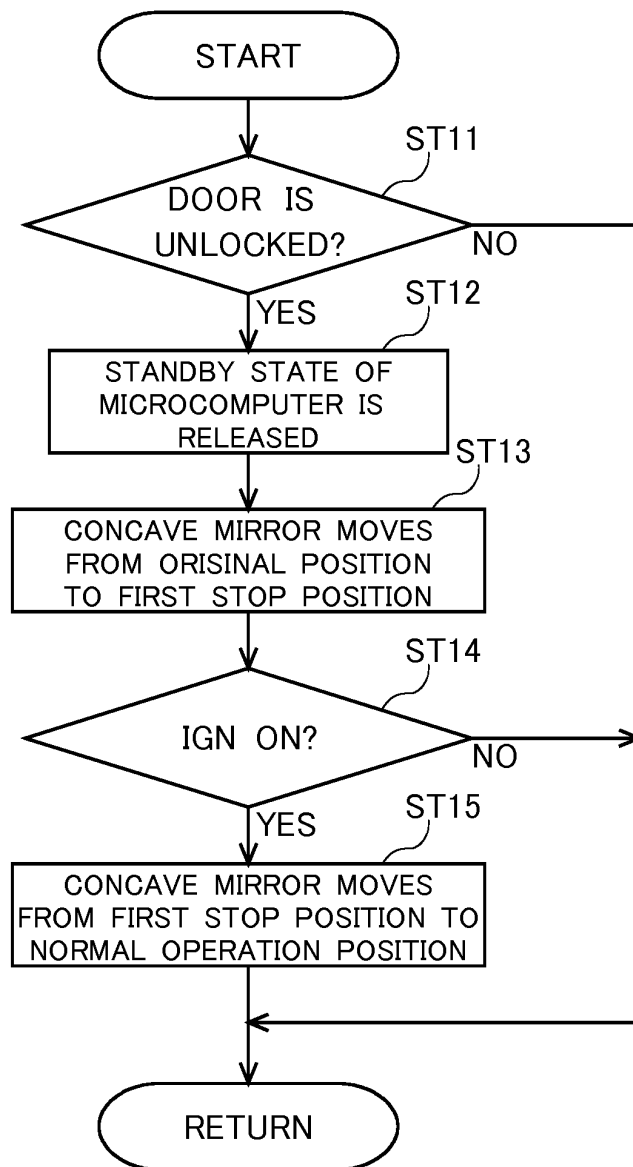 START
ST11
DOOR IS
UNLOCKED?
NO
YES
ST12
STANDBY STATE OF
MICROCOMPUTER IS
RELEASED
ST13
CONCAVE MIRROR MOVES
FROM ORISINAL POSITION
TO FIRST STOP POSITION
ST14
IGN ON?
NO
YES
ST15
CONCAVE MIRROR MOVES
FROM FIRST STOP POSITION TO
NORMAL OPERATION POSITION
RETURN